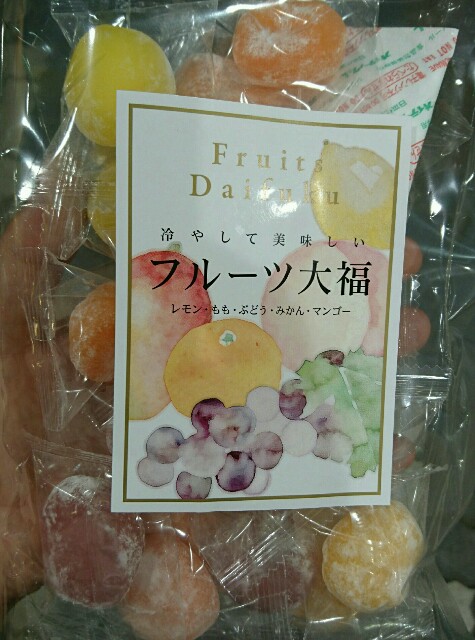 Fruits
Daifuku
冷やして美味しい
フルーツ大福
レモン・もも・ぶどう・みかん・マンゴー